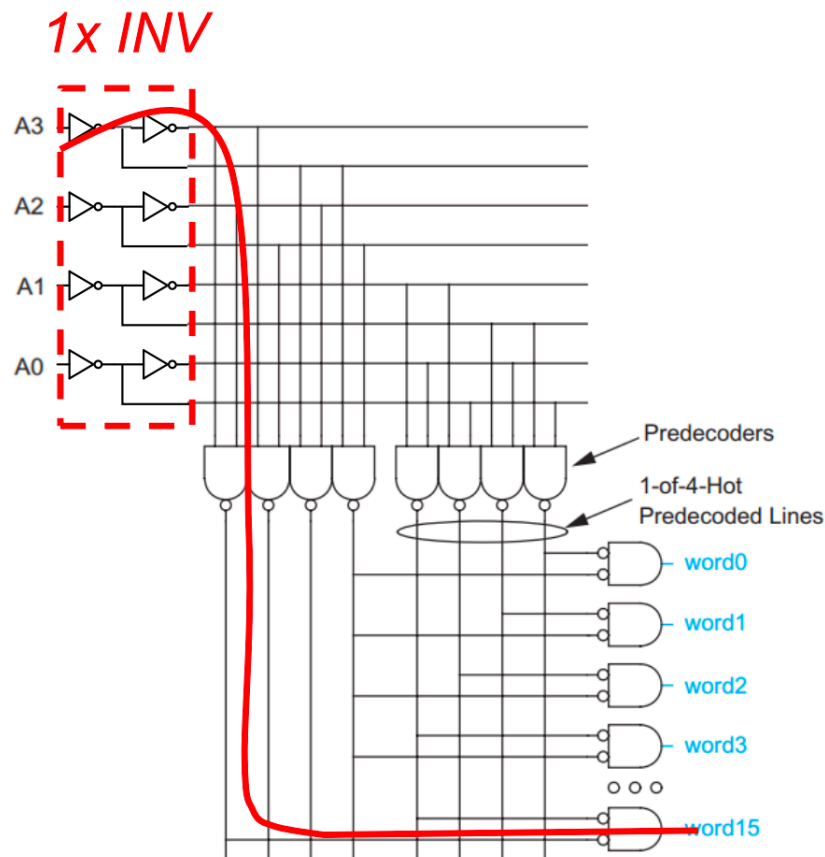 1x INV
A3
A2
A1
A0
Predecoders
1-of-4-Hot
Predecoded Lines
word0
word1
word2
word3
word15